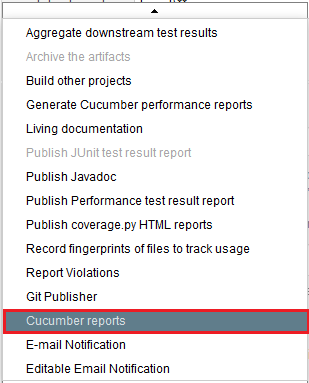 Aggregate downstream test results
Archive the artifacts
Build other projects
Generate Cucumber performance reports
Living documentation
Publish JUnit test result report
Publish Javadoc
Publish Performance test result report
Publish coverage.py HTML reports
Record fingerprints of files to track usage
Report Violations
Git Publisher
Cucumber reports
E-mail Notification
Editable Email Notification